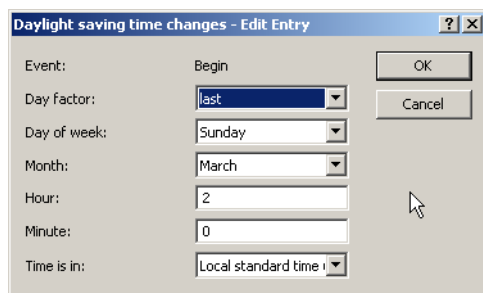 Daylight saving time changes - Edit Entry
Event: Begin OK
Day factor: last Cancel
Day of week: Sunday
Month: March
Hour: 2
Minute: 0
Time is in: Local standard time